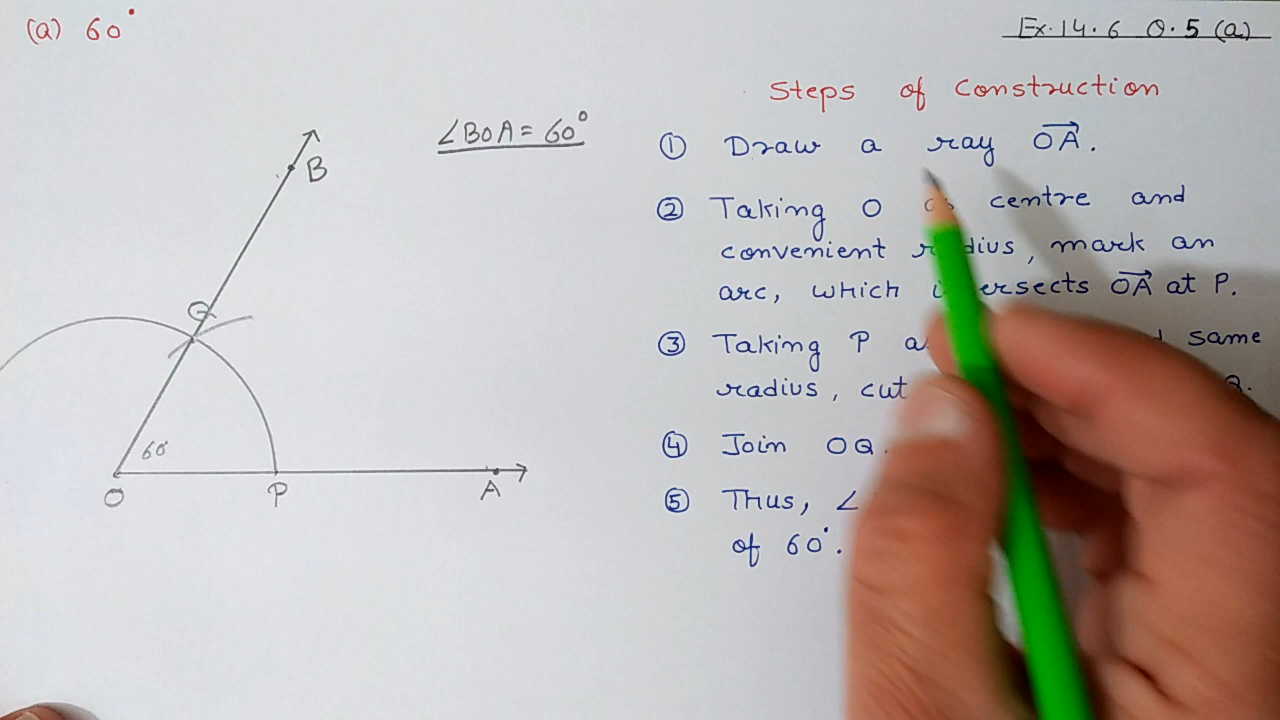 (a) 60°
Ex. 14.6 Q.5 (a)
Steps of Construction
∠BOA = 60°
① Draw a ray OA.
② Taking O as centre and
convenient radius, mark an
arc, which intersects OA at P.
③ Taking P same
radius, cut Q.
④ Join OQ.
⑤ Thus, ∠
of 60°.
B
Q
60°
O
P
A